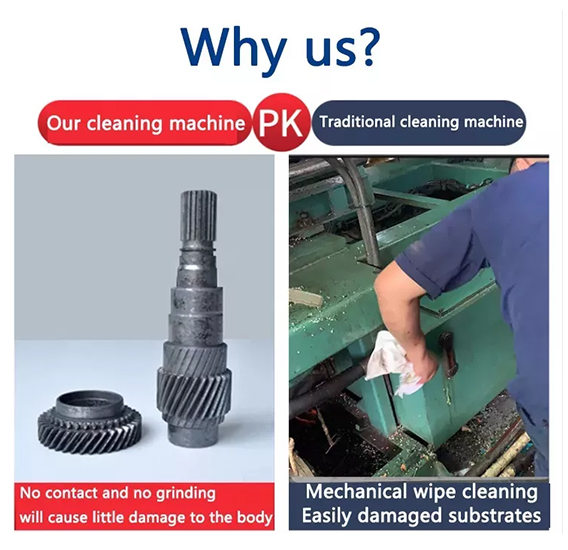 Why us?
Our cleaning machine PK Traditional cleaning machine
No contact and no grinding
will cause little damage to the body
Mechanical wipe cleaning
Easily damaged substrates